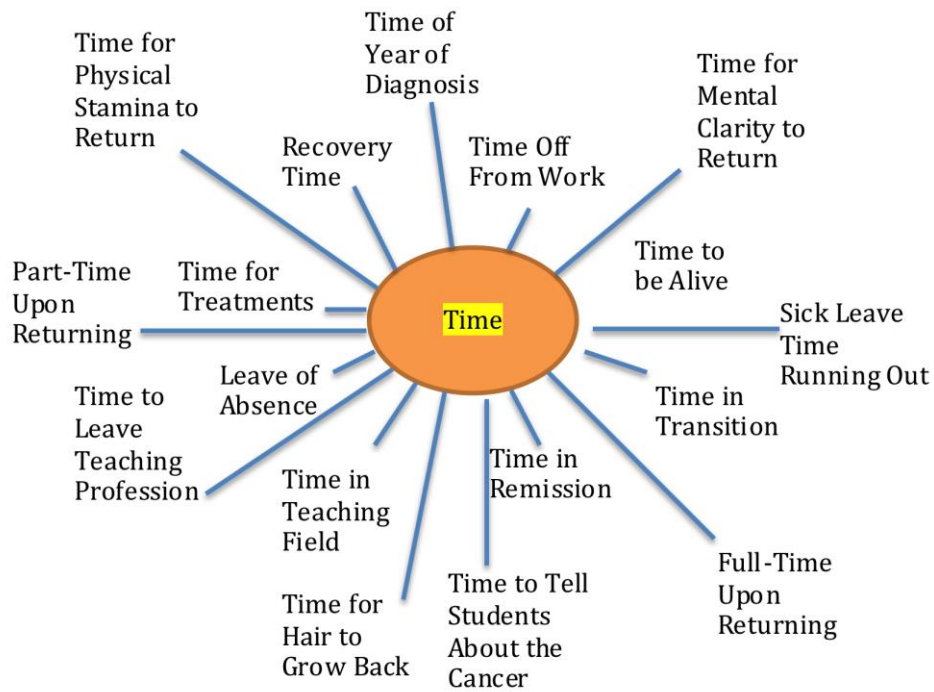 Time for
Physical
Stamina to
Return
Time of
Year of
Diagnosis
Time for
Mental
Clarity to
Return
Recovery
Time
Time Off
From Work
Time to
be Alive
Part-Time
Upon
Returning
Time for
Treatments
Time
Sick Leave
Time
Running Out
Leave of
Absence
Time in
Transition
Time to
Leave
Teaching
Profession
Time in
Teaching
Field
Time in
Remission
Full-Time
Upon
Returning
Time for
Hair to
Grow Back
Time to Tell
Students
About the
Cancer